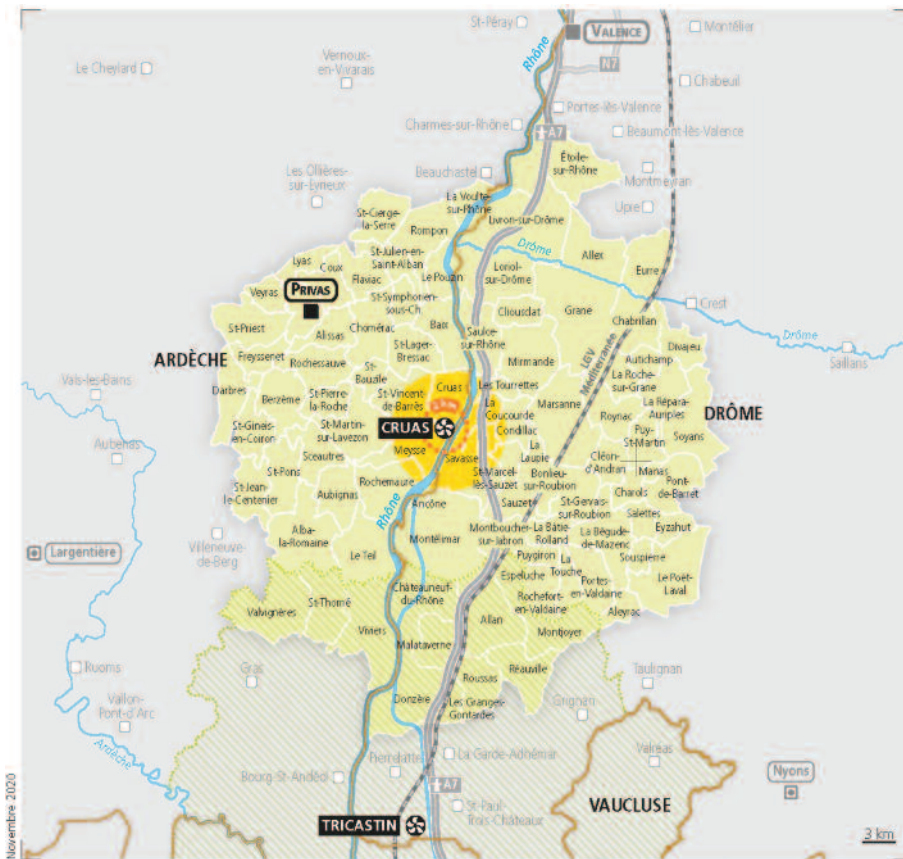 St-Péray
VALENCE
Montélier
Le Cheylard
Vernoux-
en-Vivarais
Rhône
N7
Chabeuil
Portes-lès-Valence
Charmes-sur-Rhône
A7
Beaumont-lès-Valence
Étoile-
sur-Rhône
Les Ollières-
sur-Eyrieux
Beauchastel
Montmeyran
La Voulte-
sur-Rhône
Upie
St-Cierge-
la-Serre
Rompon
Livron-sur-Drôme
Drôme
St-Julien-en-
Saint-Alban
Allex
Lyas
Coux
Flaviac
Le Pouzin
Loriol-
sur-Drôme
Eurre
Veyras
PRIVAS
St-Symphorien-
sous-Ch.
Cliousclat
Grane
Crest
Chabrillan
St-Priest
Alissas
Chomérac
Baix
Saulce-
sur-Rhône
Drôme
Divajeu
ARDÈCHE
Freyssenet
Rochessauve
St-Lager-
Bressac
Mirmande
LGV
Méditerranée
Autichamp
Saillans
Vals-les-Bains
St-
Bauzile
La Roche-
sur-Grane
Darbres
Berzème
St-Pierre-
la-Roche
St-Vincent-
de-Barrès
Cruas
Les Tourrettes
Marsanne
La Répara-
Auriples
DRÔME
La
Coucourde
Roynac
CRUAS
Puy-
St-Martin
Soyans
St-Gineis-
en-Coiron
St-Martin-
sur-Lavezon
Condillac
Aubenas
Sceautres
Meysse
Savasse
La
Laupie
Cléon-
d'Andran
Manas
St-Pons
Rochemaure
St-Marcel-
lès-Sauzet
Bonlieu-
sur-Roubion
Pont-
de-Barret
St-Jean-
le-Centenier
Aubignas
Ancône
Sauzet
St-Gervais-
sur-Roubion
Charols
Salettes
Rhône
Alba-
la-Romaine
Montélimar
Montboucher-
sur-Jabron
La Bâtie-
Rolland
La Bégude-
de-Mazenc
Eyzahut
Villeneuve-
de-Berg
Largentière
Le Teil
Puygiron
Souspierre
La
Touche
Châteauneuf-
du-Rhône
Espeluche
Portes-
en-Valdaine
Le Poët-
Laval
Valvignères
St-Thomé
Rochefort-
en-Valdaine
Aleyrac
Viviers
Allan
Montjoyer
Malataverne
Réauville
Ruoms
Gras
Roussas
Taulignan
Vallon-
Pont-d'Arc
Donzère
Les Granges-
Gontardes
Grignan
Ardèche
Pierrelatte
La Garde-Adhémar
Valréas
Bourg-St-Andéol
Nyons
A7
St-Paul-
Trois-Châteaux
VAUCLUSE
TRICASTIN
3 km
Novembre 2020